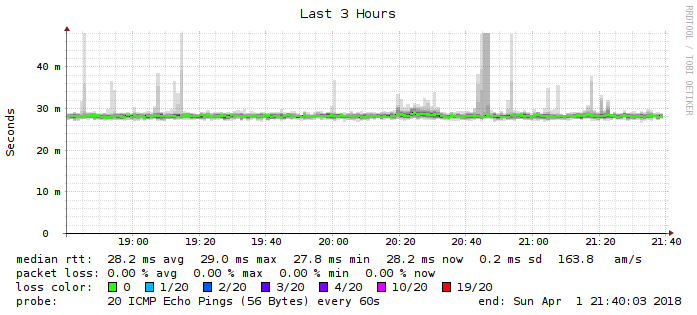 Last 3 Hours
RRDTOOL / TOBI OETIKER
Seconds
40 m
30 m
20 m
10 m
0
19:00 19:20 19:40 20:00 20:20 20:40 21:00 21:20 21:40
median rtt: 28.2 ms avg 29.0 ms max 27.8 ms min 28.2 ms now 0.2 ms sd 163.8 am/s
packet loss: 0.00 % avg 0.00 % max 0.00 % min 0.00 % now
loss color: 0 1/20 2/20 3/20 4/20 10/20 19/20
probe: 20 ICMP Echo Pings (56 Bytes) every 60s end: Sun Apr 1 21:40:03 2018